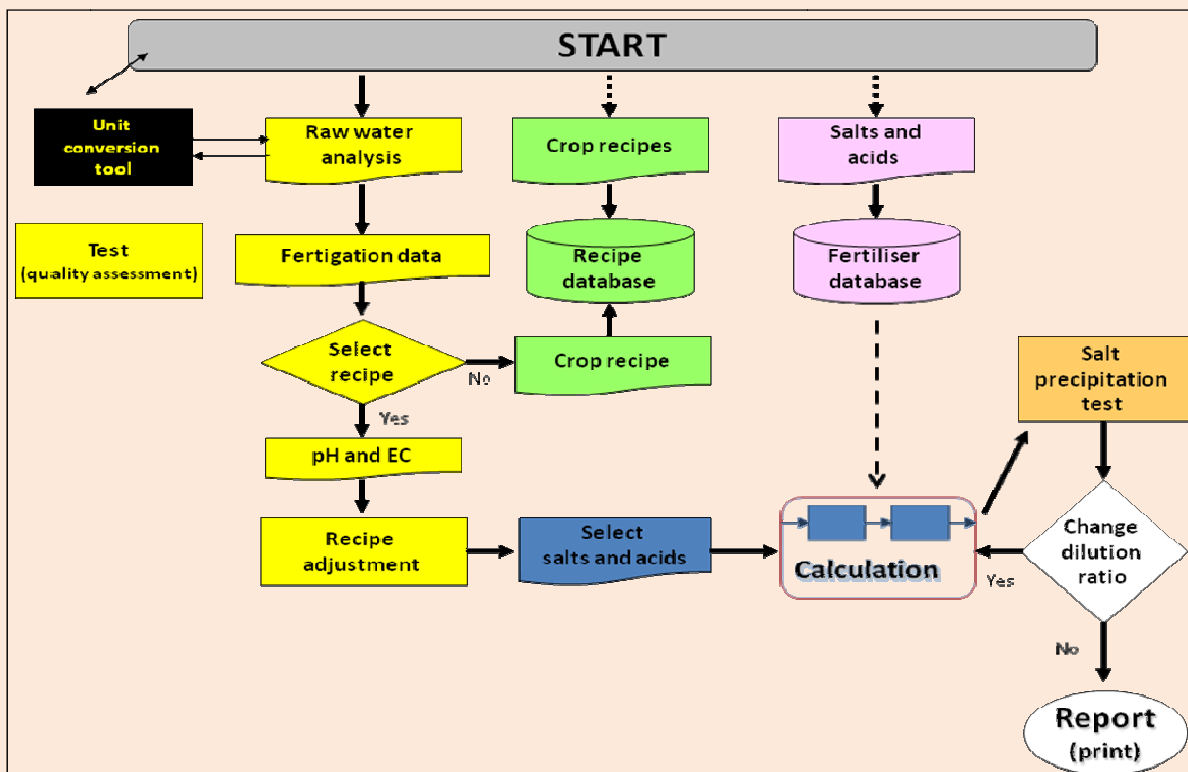 START
Unit
conversion
tool
Raw water
analysis
Crop recipes
Salts and
acids
Test
(quality assessment)
Fertigation data
Recipe
database
Fertiliser
database
Select
recipe
No
Crop recipe
Salt
precipitation
test
Yes
pH and EC
Recipe
adjustment
Select
salts and acids
Calculation
Change
dilution
ratio
Yes
No
Report
(print)